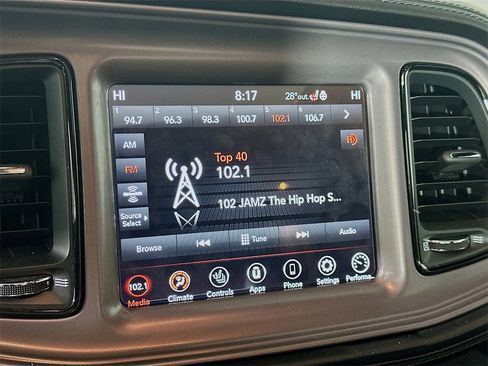 HI 8:17 28°out. HI
1 2 3 4 5 6
94.7 96.3 98.3 100.7 102.1 106.7
AM
FM
HD
Top 40
102.1
102 JAMZ The Hip Hop S...
Source
Select
Browse Tune Audio
102.1
Media Climate Controls Apps Phone Settings Performa...